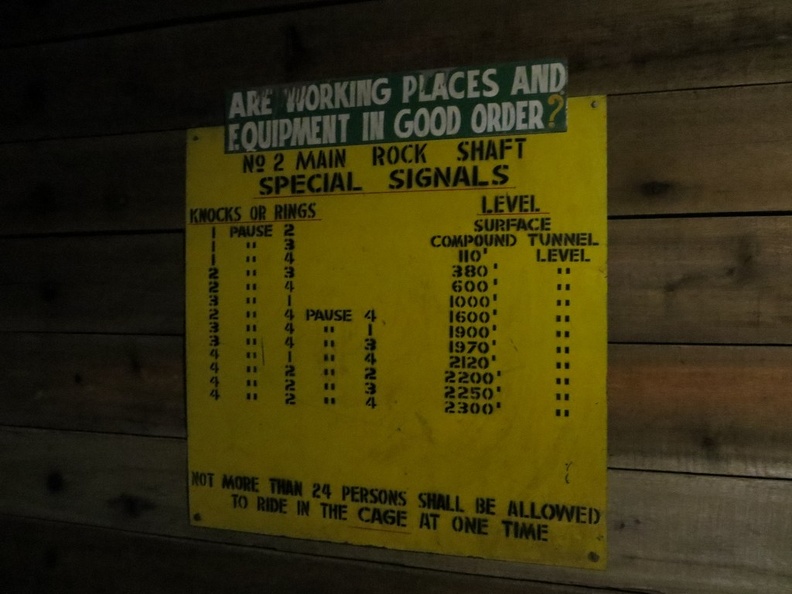 ARE WORKING PLACES AND
EQUIPMENT IN GOOD ORDER?
Nº 2 MAIN ROCK SHAFT
SPECIAL SIGNALS
KNOCKS OR RINGS LEVEL
1 PAUSE 2 SURFACE
1 " 3 COMPOUND TUNNEL
1 " 4 110' LEVEL
2 " 3 380' "
2 " 4 600' "
3 " 1 1000' "
2 " 4 PAUSE 4 1600' "
3 " 4 " 1 1900' "
3 " 4 " 3 1970' "
4 " 1 " 4 2120' "
4 " 2 " 2 2200' "
4 " 2 " 3 2250' "
4 " 2 " 4 2300' "
NOT MORE THAN 24 PERSONS SHALL BE ALLOWED
TO RIDE IN THE CAGE AT ONE TIME